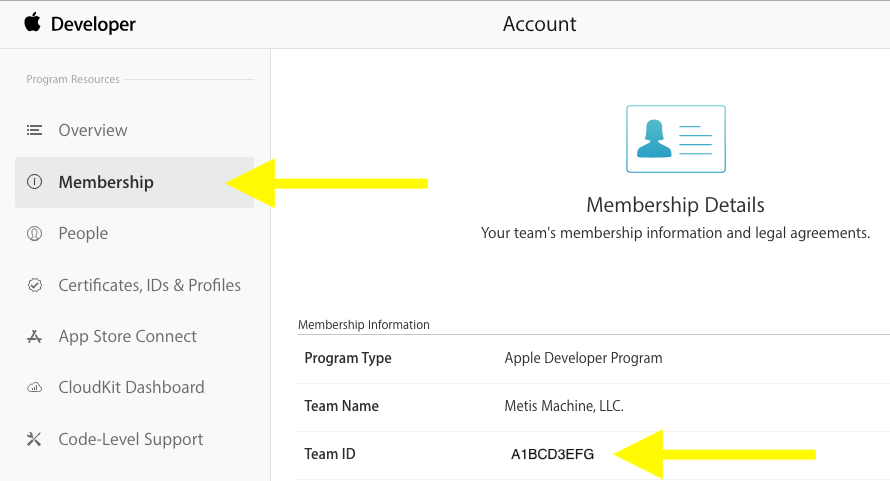 Developer
Account
Program Resources
Overview
Membership
People
Certificates, IDs & Profiles
App Store Connect
CloudKit Dashboard
Code-Level Support
Membership Details
Your team's membership information and legal agreements.
Membership Information
Program Type Apple Developer Program
Team Name Metis Machine, LLC.
Team ID A1BCD3EFG